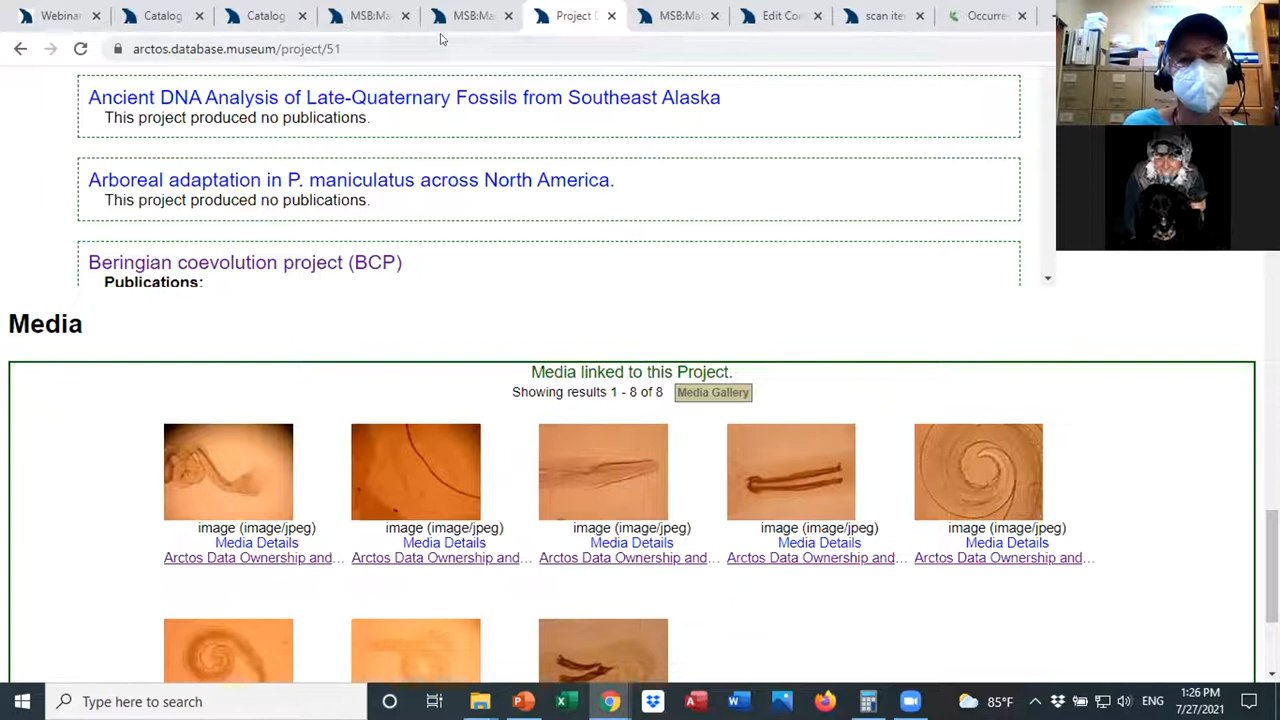 Webinar
Catalog
Catalog
MSB:Ma
MSB:Ma
Project D
MSB:Ma
Edit Con
scan ite
Occurre
arctos.database.museum/project/51
Ancient DNA Analysis of Late-Quaternary Fossils from Southeast Alaska
This project produced no publications.
Arboreal adaptation in P. maniculatus across North America.
This project produced no publications.
Beringian coevolution project (BCP)
Publications:
Media
Media linked to this Project.
Showing results 1 - 8 of 8 Media Gallery
image (image/jpeg) image (image/jpeg) image (image/jpeg) image (image/jpeg) image (image/jpeg)
Media Details Media Details Media Details Media Details Media Details
Arctos Data Ownership and... Arctos Data Ownership and... Arctos Data Ownership and... Arctos Data Ownership and... Arctos Data Ownership and...
Type here to search
85°F
ENG
1:26 PM
7/27/2021